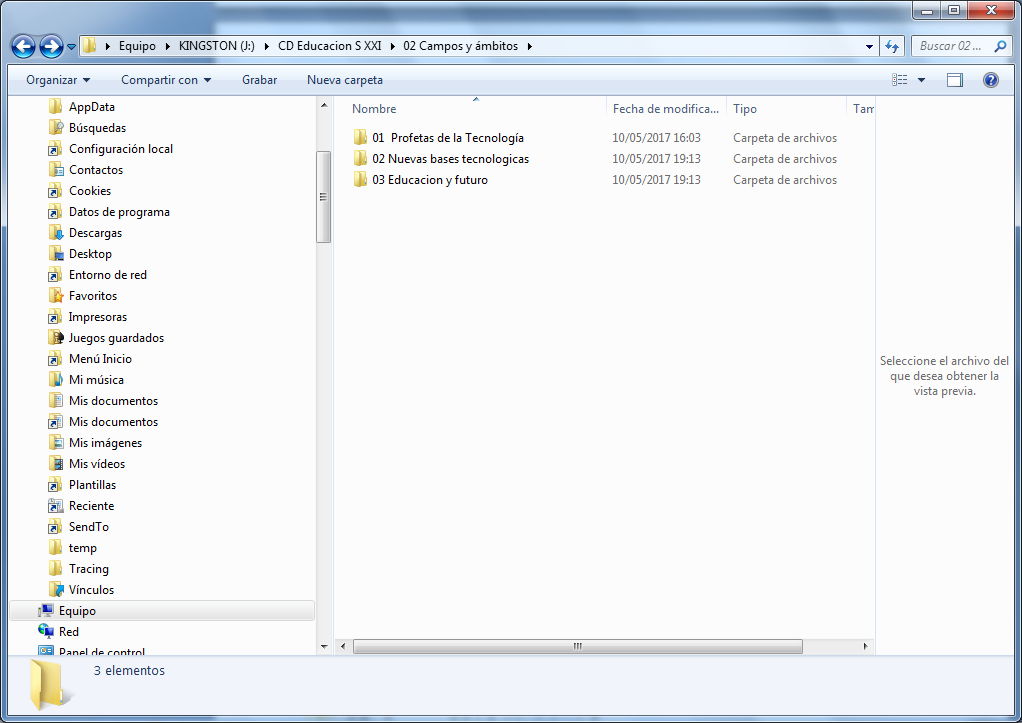 Equipo KINGSTON (J:) CD Educacion S XXI 02 Campos y ámbitos Buscar 02 ...
Organizar Compartir con Grabar Nueva carpeta
AppData
Búsquedas
Configuración local
Contactos
Cookies
Datos de programa
Descargas
Desktop
Entorno de red
Favoritos
Impresoras
Juegos guardados
Menú Inicio
Mi música
Mis documentos
Mis documentos
Mis imágenes
Mis vídeos
Plantillas
Reciente
SendTo
temp
Tracing
Vínculos
Equipo
Red
Panel de control
Nombre Fecha de modifica... Tipo Tam
01 Profetas de la Tecnología 10/05/2017 16:03 Carpeta de archivos
02 Nuevas bases tecnologicas 10/05/2017 19:13 Carpeta de archivos
03 Educacion y futuro 10/05/2017 19:13 Carpeta de archivos
Seleccione el archivo del
que desea obtener la
vista previa.
3 elementos